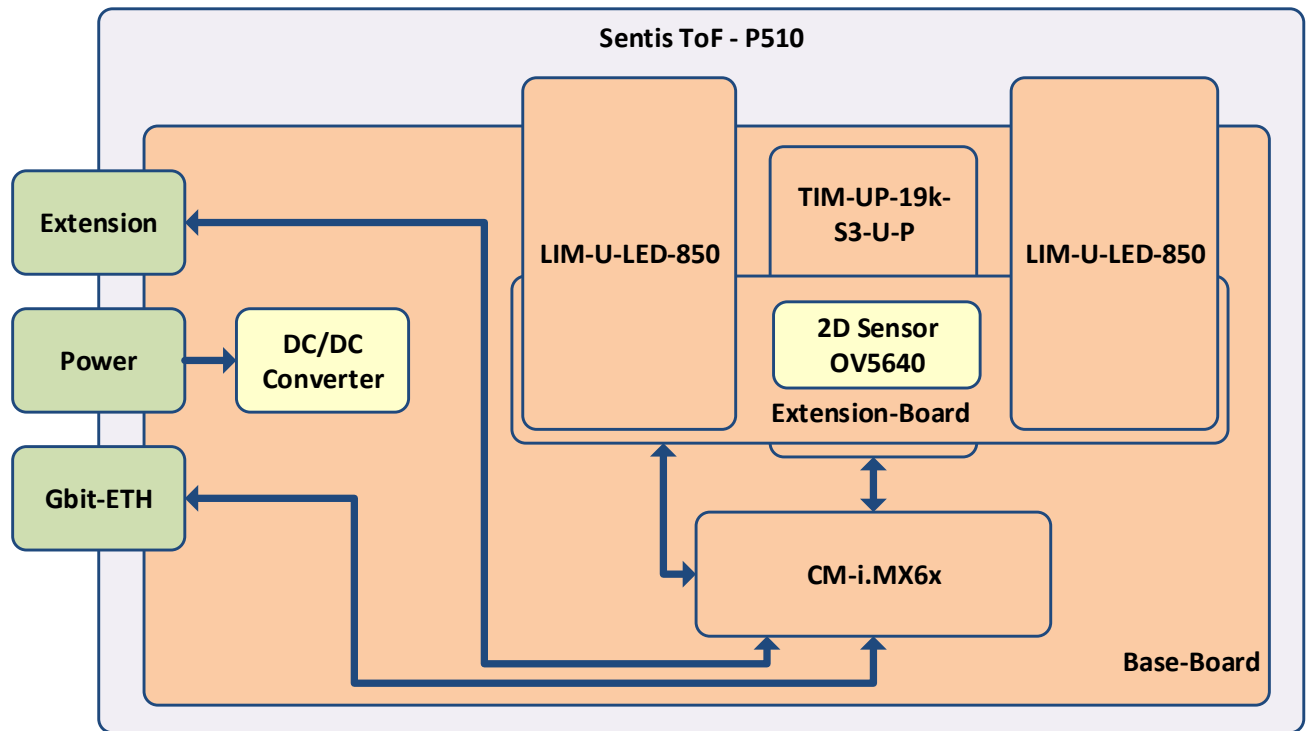 Sentis ToF - P510
Extension
Power
Gbit-ETH
DC/DC
Converter
LIM-U-LED-850
TIM-UP-19k-
S3-U-P
LIM-U-LED-850
2D Sensor
OV5640
Extension-Board
CM-i.MX6x
Base-Board